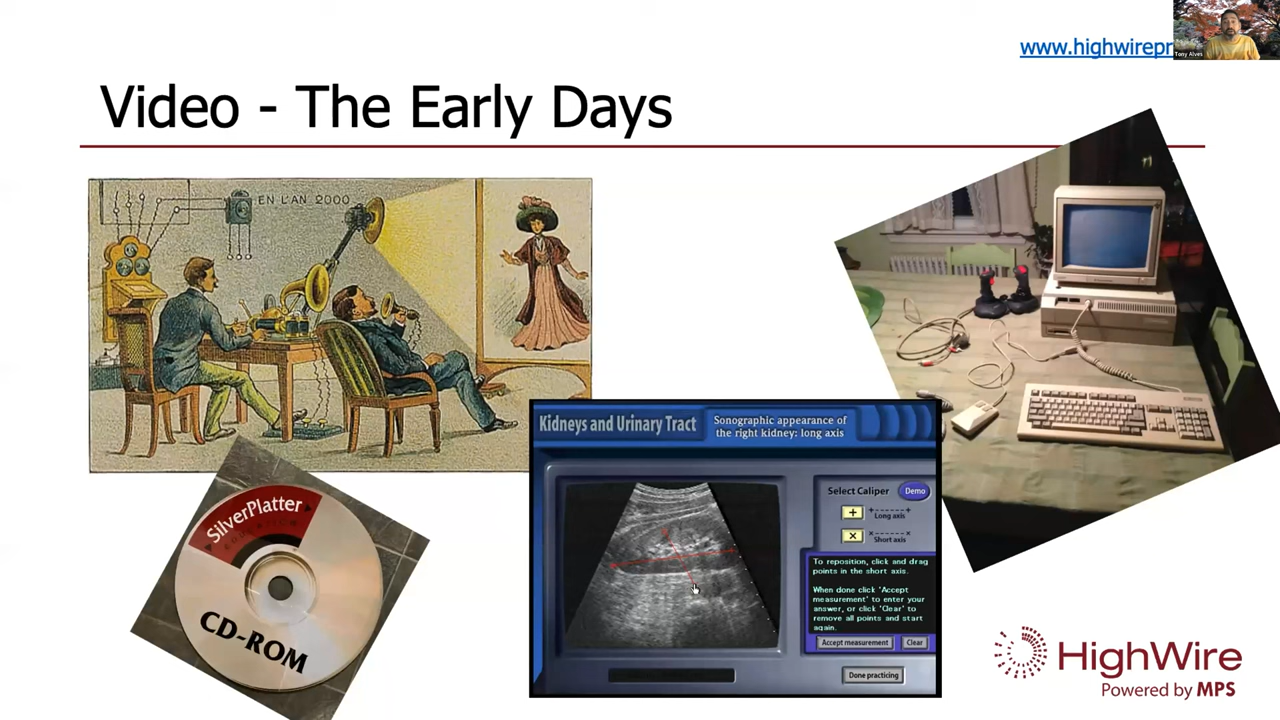 www.highwirepr
Tony Alves
Video - The Early Days
EN L'AN 2000
SilverPlatter
EDUCATION
CD-ROM
Kidneys and Urinary Tract
Sonographic appearance of
the right kidney: long axis
Select Caliper
Demo
Long axis
Short axis
To reposition, click and drag
points in the short axis.
When done click 'Accept
measurement' to enter your
answer, or click 'Clear' to
remove all points and start
again.
Accept measurement
Clear
Done practicing
HighWire
Powered by MPS